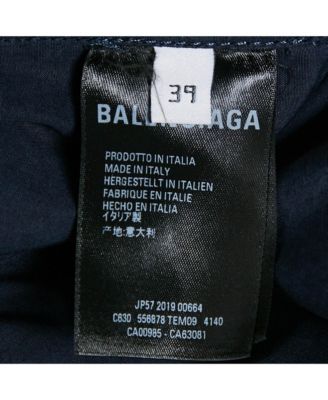 39
BALENCIAGA
PRODOTTO IN ITALIA
MADE IN ITALY
HERGESTELLT IN ITALIEN
FABRIQUE EN ITALIE
HECHO EN ITALIA
イタリア製
产地:意大利
JP57 2019 00664
C630 556878 TEM09 4140
CA00985 - CA63081